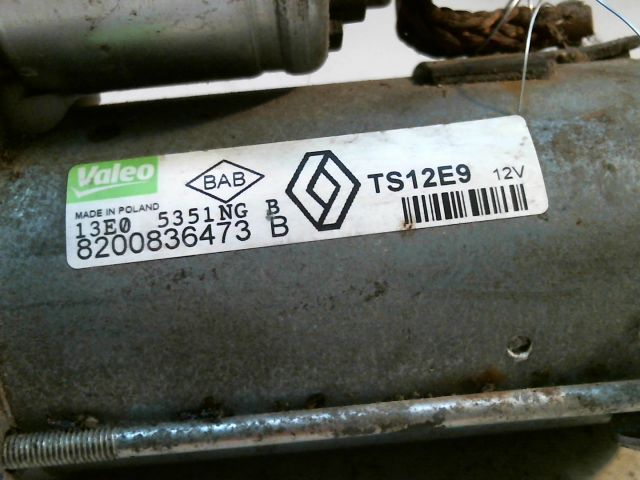 Valeo
BAB
TS12E9 12V
MADE IN POLAND
13E0 5351NG B
8200836473 B